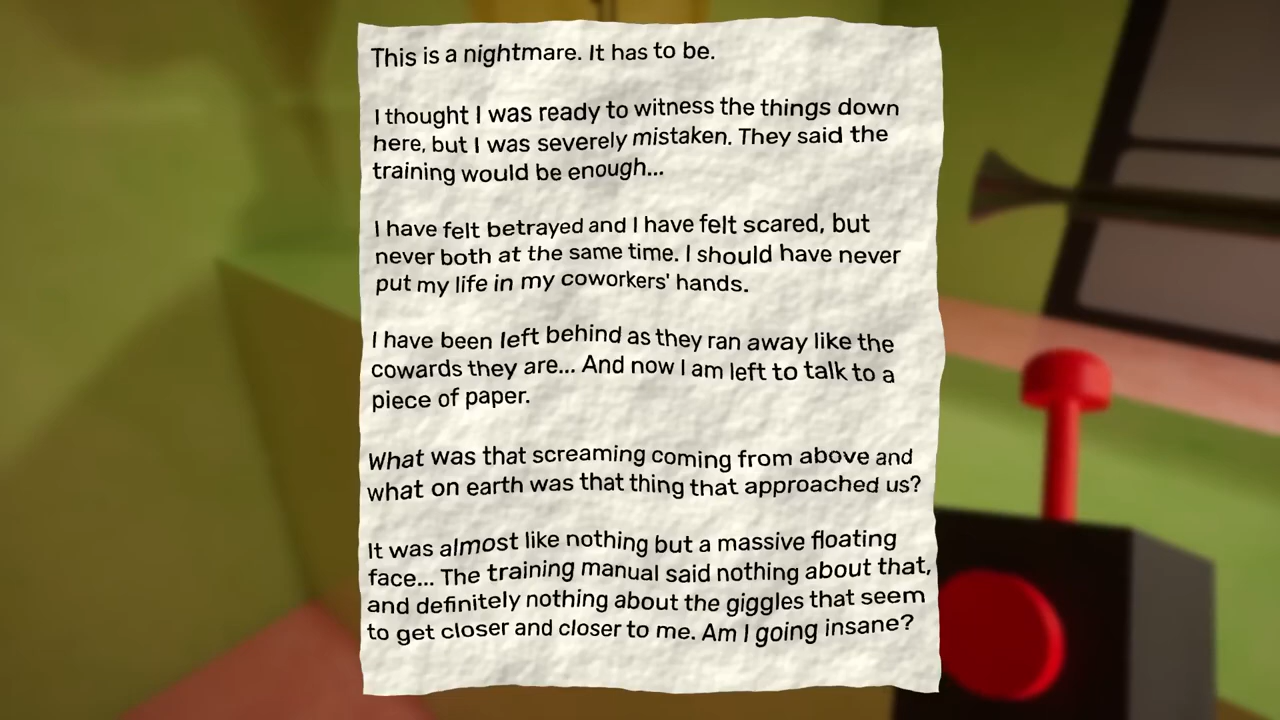 This is a nightmare. It has to be.
I thought I was ready to witness the things down
here, but I was severely mistaken. They said the
training would be enough...
I have felt betrayed and I have felt scared, but
never both at the same time. I should have never
put my life in my coworkers' hands.
I have been left behind as they ran away like the
cowards they are... And now I am left to talk to a
piece of paper.
What was that screaming coming from above and
what on earth was that thing that approached us?
It was almost like nothing but a massive floating
face... The training manual said nothing about that,
and definitely nothing about the giggles that seem
to get closer and closer to me. Am I going insane?